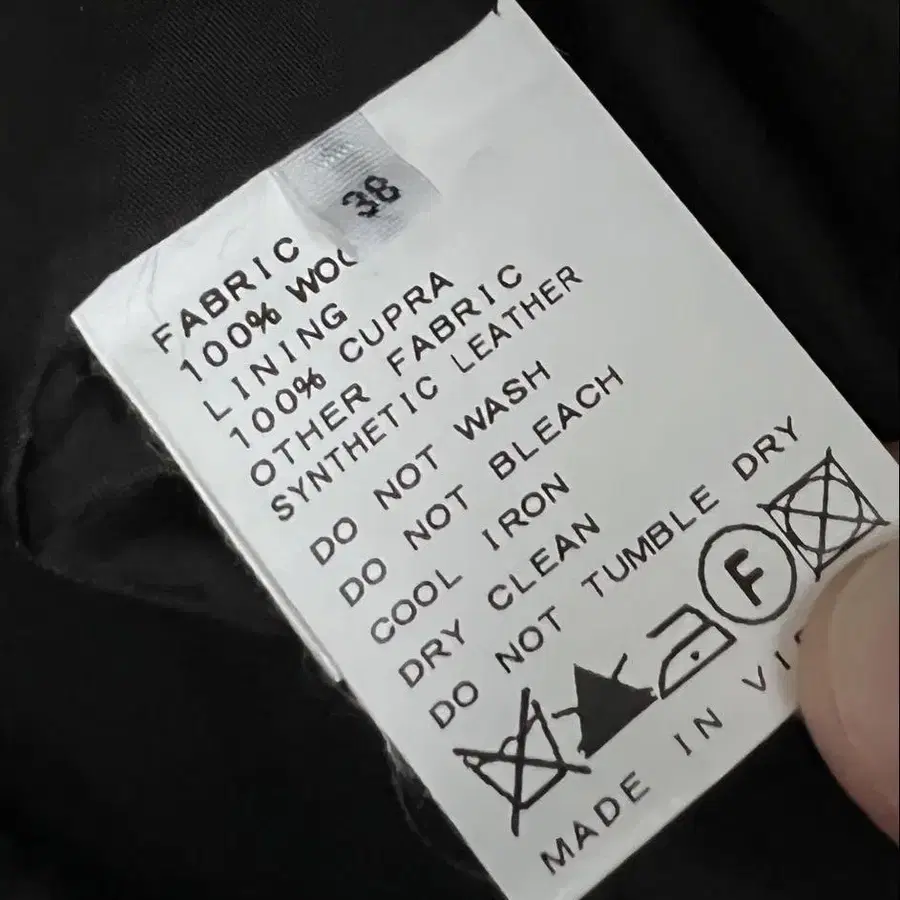 38
FABRIC
100%
LINING
100% CUPRA
OTHER FABRIC
SYNTHETIC LEATHER
DO NOT WASH
DO NOT BLEACH
COOL IRON
DRY CLEAN
DO NOT TUMBLE DRY
F
MADE IN